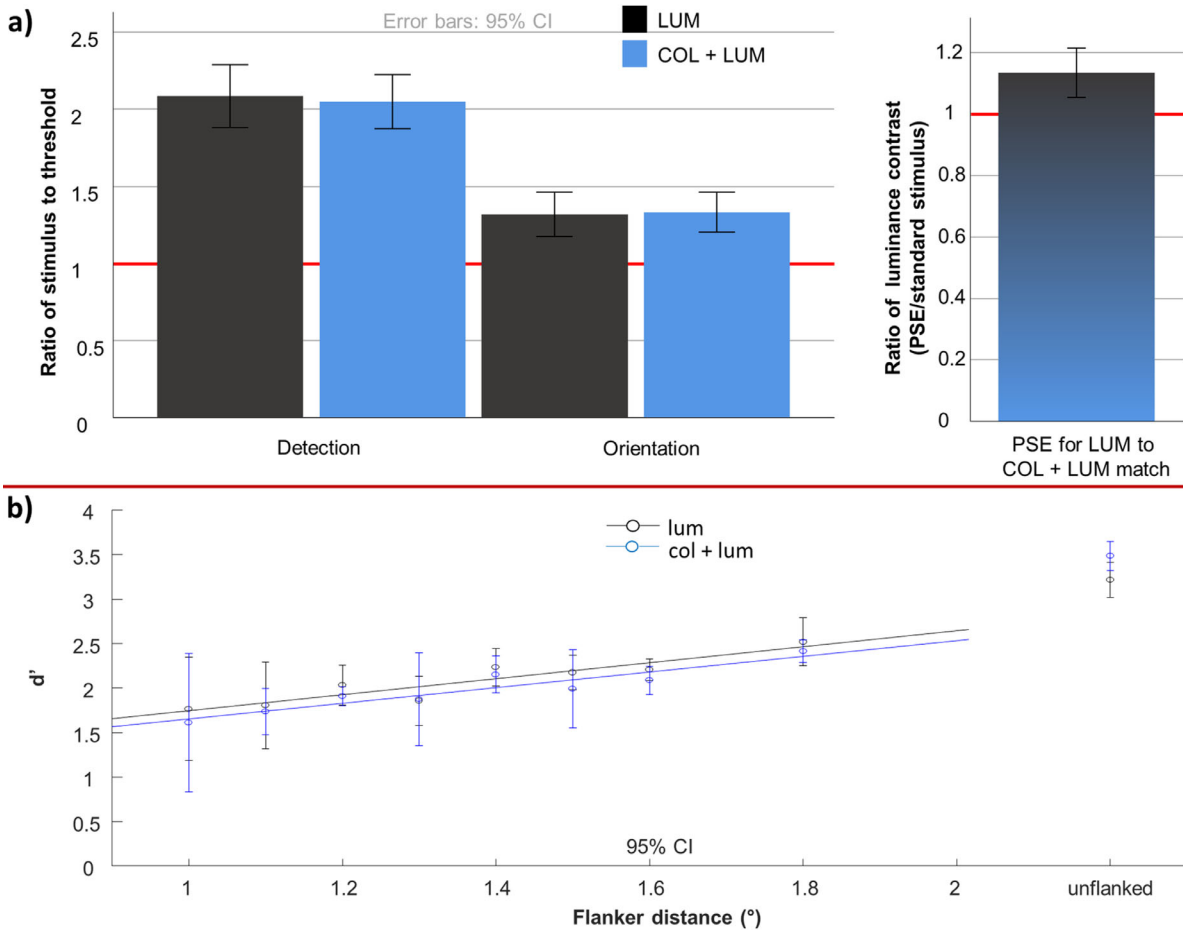 a)
Error bars: 95% CI
LUM
COL + LUM
Ratio of stimulus to threshold
2.5
2
1.5
1
0.5
0
Detection
Orientation
Ratio of luminance contrast
(PSE/standard stimulus)
1.2
1
0.8
0.6
0.4
0.2
0
PSE for LUM to
COL + LUM match
b)
lum
col + lum
d'
4
3.5
3
2.5
2
1.5
1
0.5
0
95% CI
1
1.2
1.4
1.6
1.8
2
unflanked
Flanker distance (°)